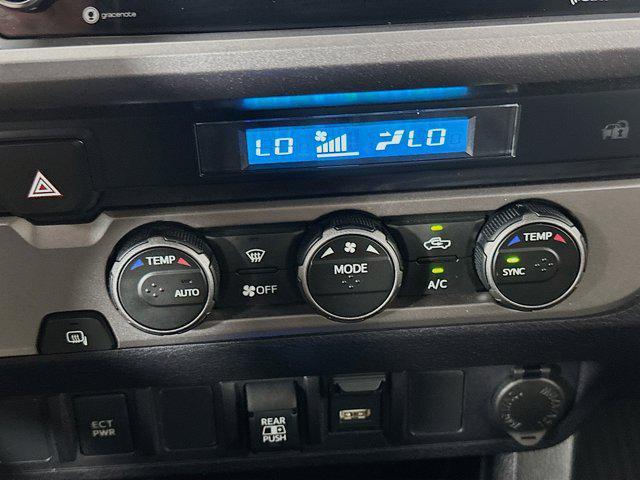 gracenote
LO LO
TEMP AUTO
OFF
MODE
A/C
TEMP
SYNC
ECT
PWR
REAR
PUSH